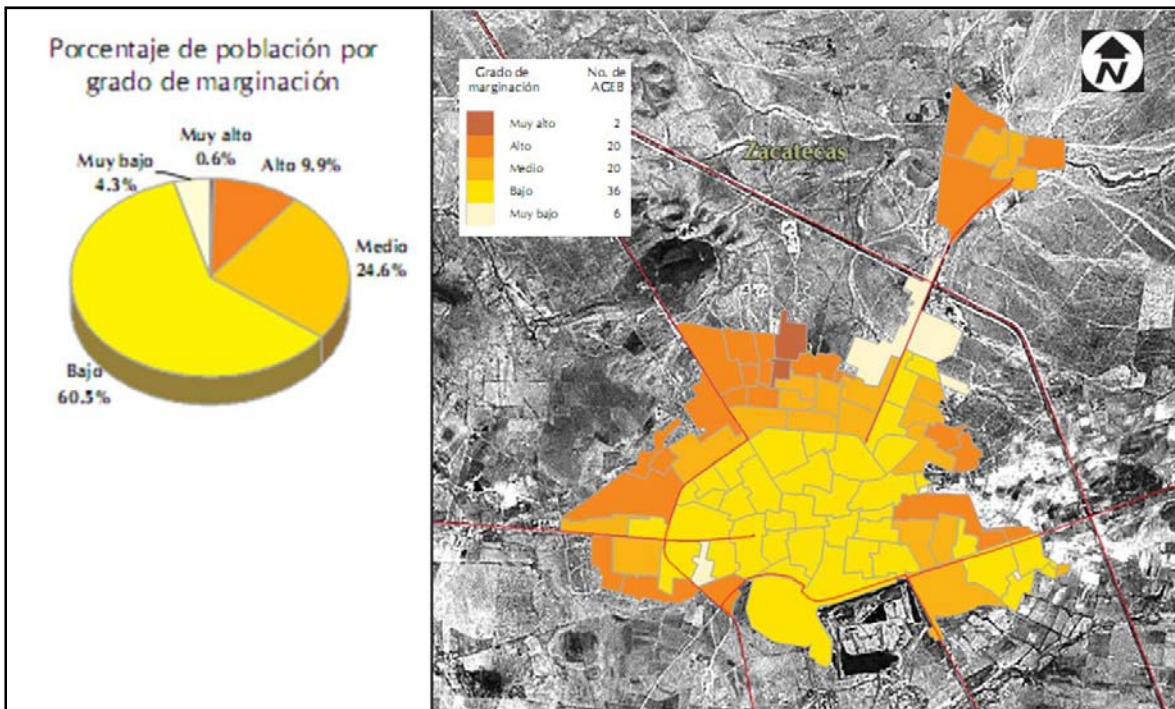 Porcentaje de población por
grado de marginación
Muy alto
0.6%
Alto 9.9%
Muy bajo
4.3%
Medio
24.6%
Bajo
60.5%
Grado de
marginación
No. de
AGEB
Muy alto 2
Alto 20
Medio 20
Bajo 36
Muy bajo 6
Zacatecas
N